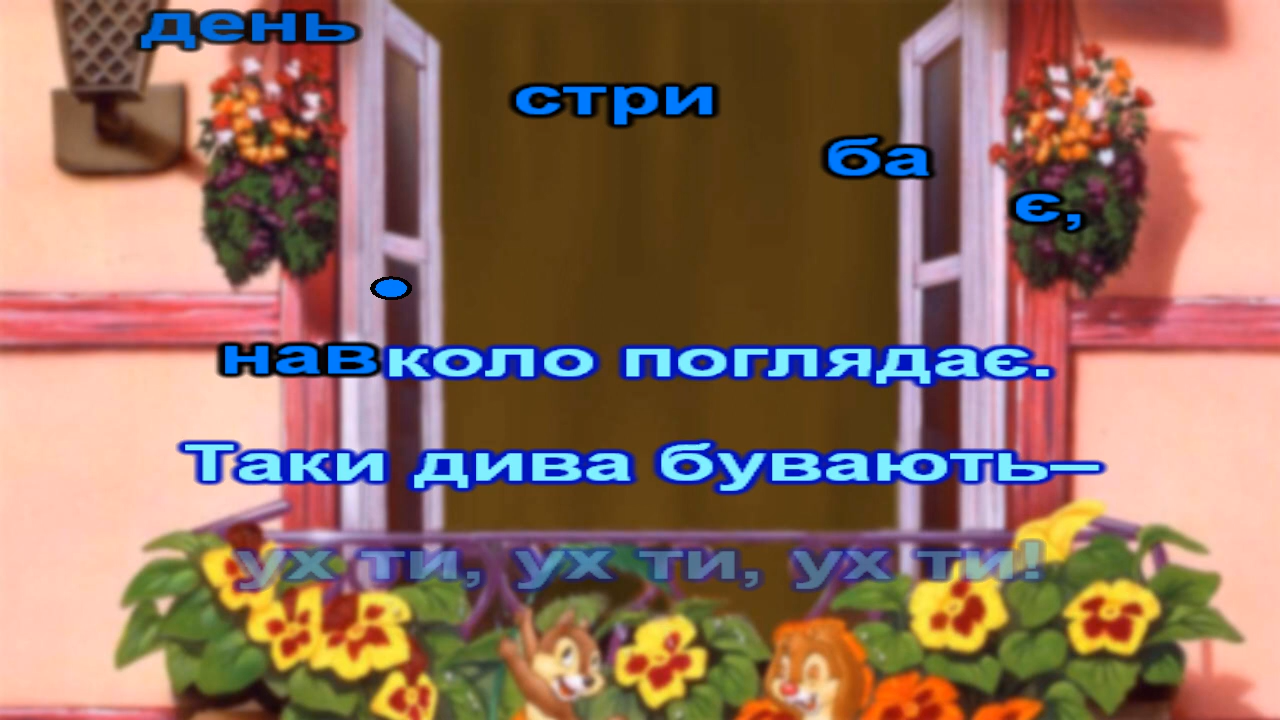 день
стри
ба
є,
навколо поглядає.
Таки дива бувають–
ух ти, ух ти, ух ти!